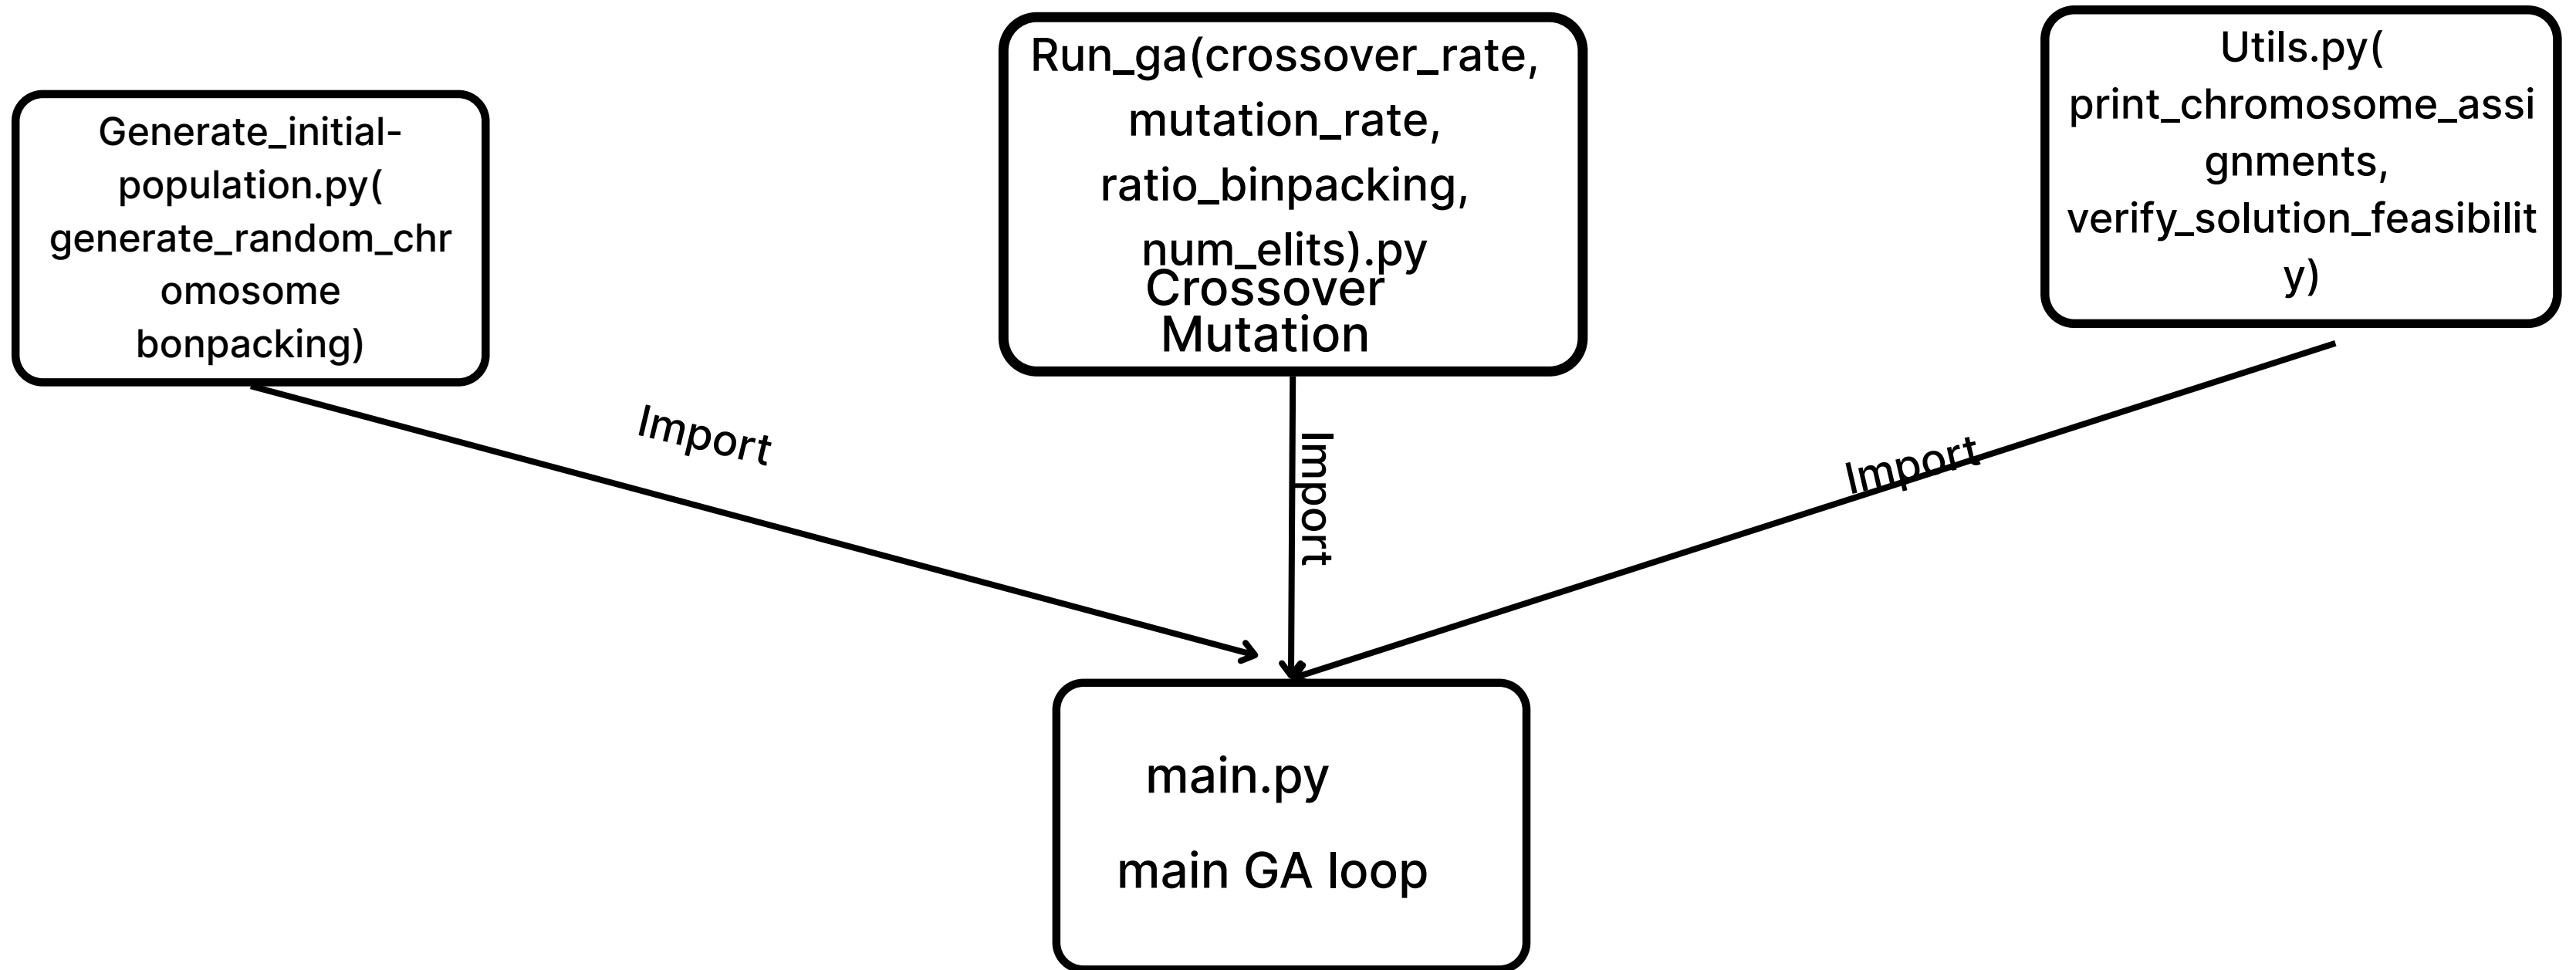 Generate_initial-
population.py(
generate_random_chr
omosome
bonpacking)
Run_ga(crossover_rate,
mutation_rate,
ratio_binpacking,
num_elits).py
Crossover
Mutation
Utils.py(
print_chromosome_assi
gnments,
verify_solution_feasibilit
y)
Import
Import
Import
main.py
main GA loop